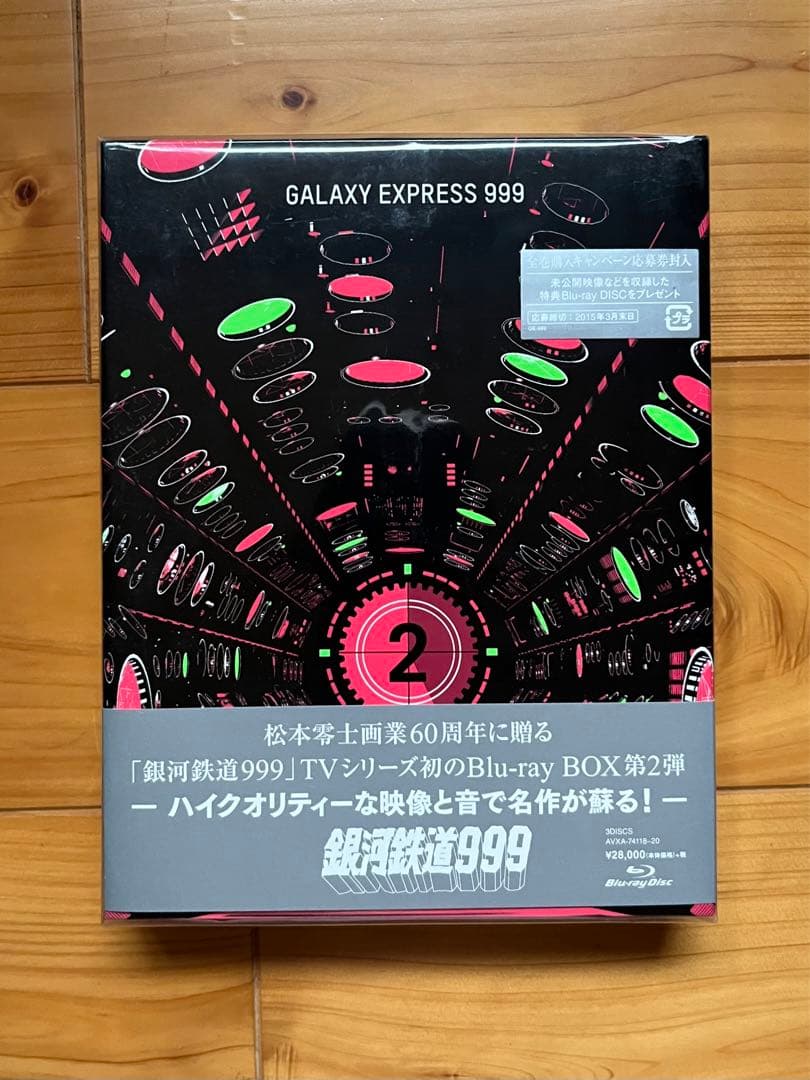 GALAXY EXPRESS 999
全巻購入キャンペーン応募券封入
未公開映像などを収録した
特典Blu-ray DISCをプレゼント
応募締切：2015年3月末日
プラ
2
松本零士画業60周年に贈る
「銀河鉄道999」TVシリーズ初のBlu-ray BOX第2弾
― ハイクオリティーな映像と音で名作が蘇る！ ―
銀河鉄道999
3DISCS
AVXA-74118~20
¥28,000(本体価格)+税
Blu-ray Disc